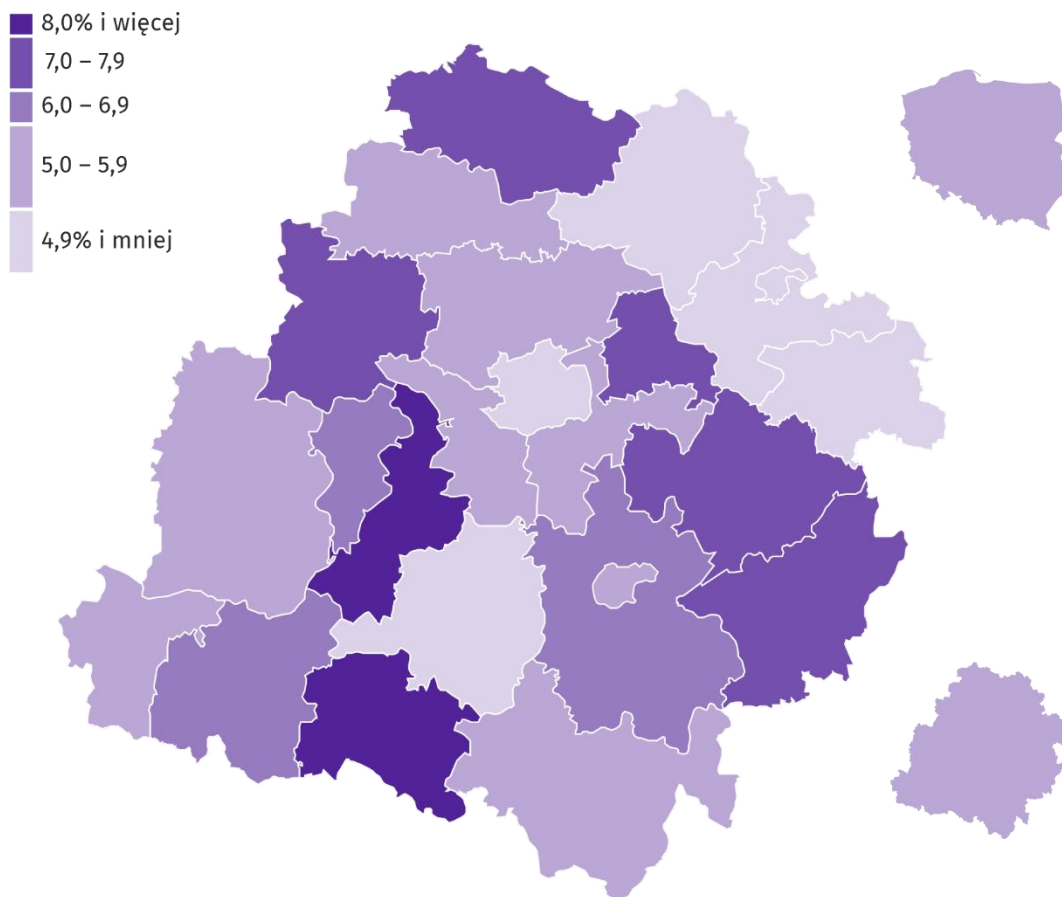 8,0% i więcej
7,0 – 7,9
6,0 – 6,9
5,0 – 5,9
4,9% i mniej